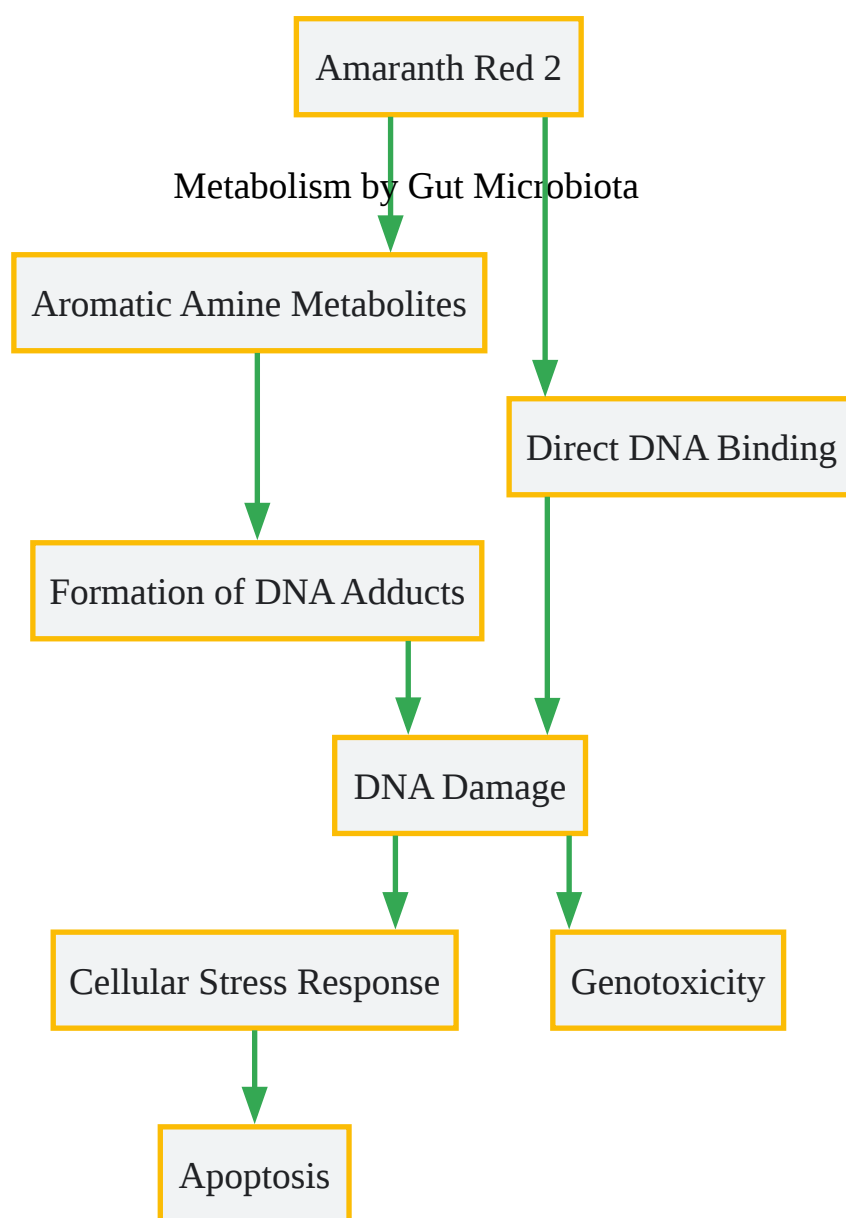 Amaranth Red 2
Metabolism by Gut Microbiota
Aromatic Amine Metabolites
Direct DNA Binding
Formation of DNA Adducts
DNA Damage
Cellular Stress Response
Genotoxicity
Apoptosis